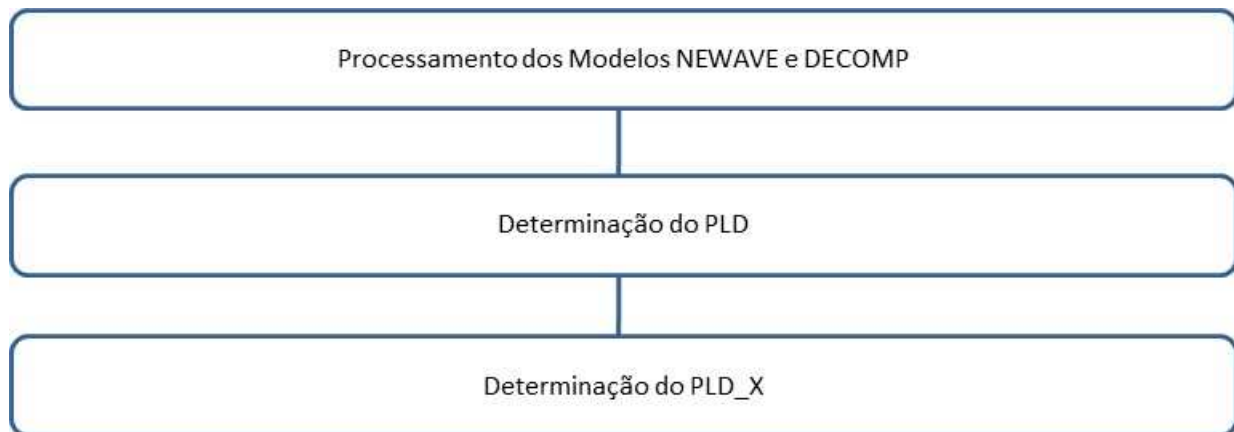 Processamento dos Modelos NEWAVE e DECOMP
Determinação do PLD
Determinação do PLD_X